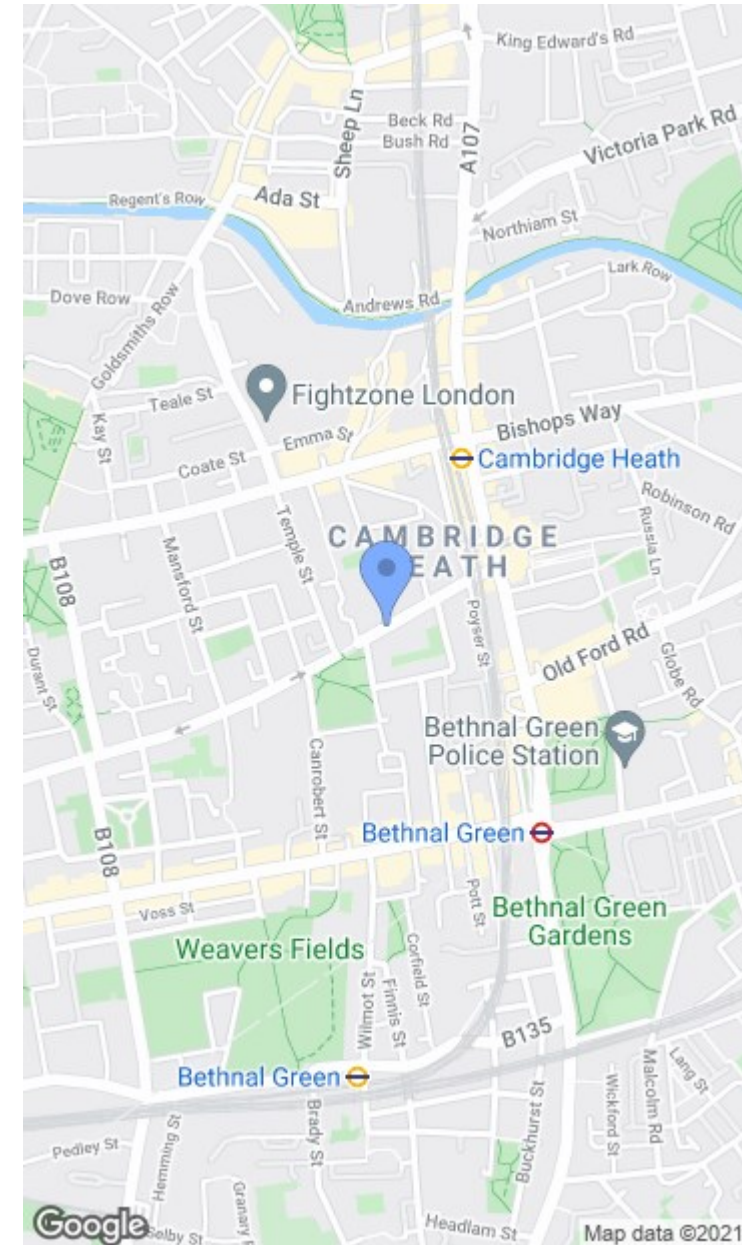 King Edward's Rd
Beck Rd
Bush Rd
Sheep Ln
A107
Victoria Park Rd
Ada St
Regent's Row
Northiam St
Lark Row
Dove Row
Andrews Rd
Goldsmiths Row
Teale St
Fightzone London
Kay St
Emma St
Bishops Way
Coate St
Cambridge Heath
Robinson Rd
Russia Ln
Temple St
CAMBRIDGE
EATH
Mansford St
B108
Poyser St
Old Ford Rd
Globe Rd
Durant St
Bethnal Green
Police Station
Canrobert St
Bethnal Green
B108
Voss St
Pott St
Bethnal Green
Gardens
Weavers Fields
Corfield St
Finnis St
Wilmot St
B135
Bethnal Green
Lang St
Malcolm Rd
Wickford St
Buckhurst St
Brady St
Hemming St
Pedley St
Headlam St
Google
Selby St
Map data ©2021